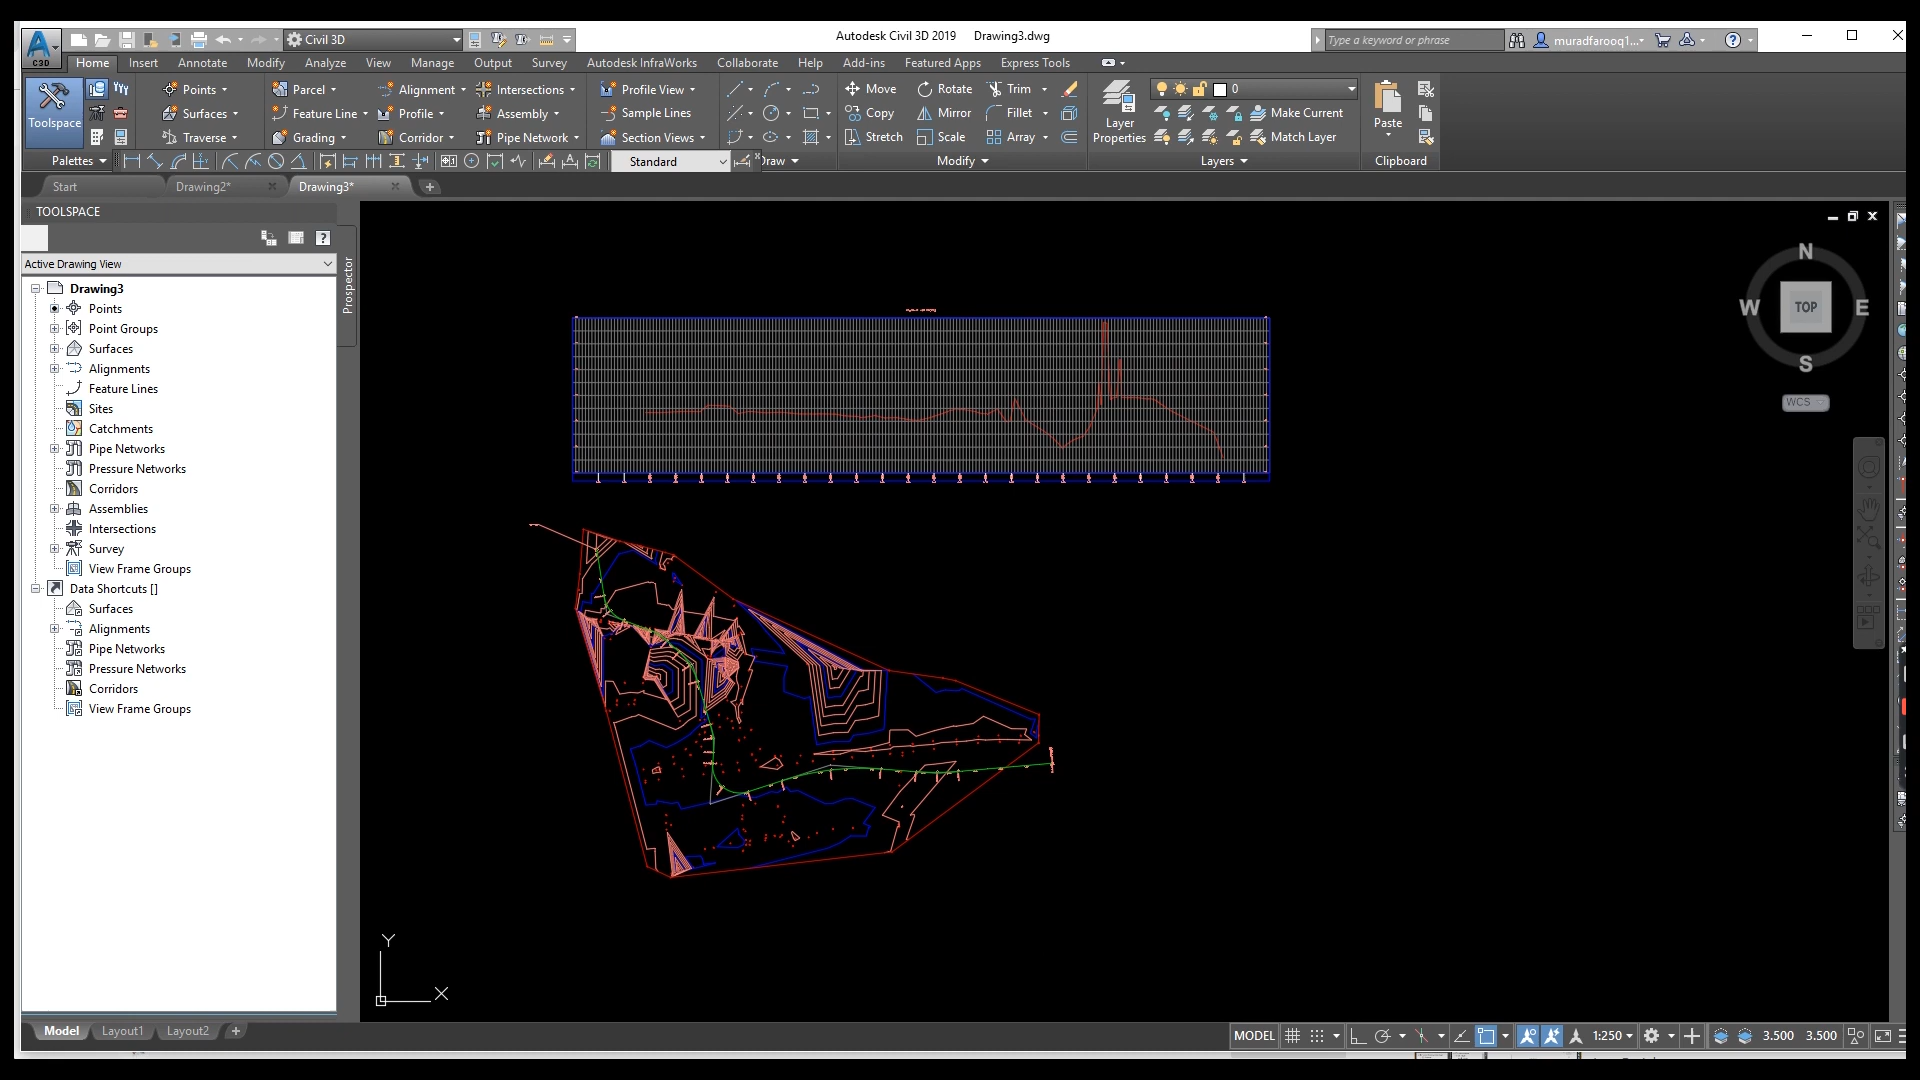 Civil 3D
Autodesk Civil 3D 2019 Drawing3.dwg
Type a keyword or phrase
muradfarooq1...
C3D
Home Insert Annotate Modify Analyze View Manage Output Survey Autodesk InfraWorks Collaborate Help Add-ins Featured Apps Express Tools
Toolspace
Points
Surfaces
Traverse
Parcel
Feature Line
Grading
Alignment
Profile
Corridor
Intersections
Assembly
Pipe Network
Profile View
Sample Lines
Section Views
Move
Copy
Stretch
Rotate
Mirror
Scale
Trim
Fillet
Array
Layer
Properties
0
Make Current
Match Layer
Paste
Palettes
Standard
Draw
Modify
Layers
Clipboard
Start
Drawing2*
Drawing3*
TOOLSPACE
Active Drawing View
Prospector
Drawing3
Points
Point Groups
Surfaces
Alignments
Feature Lines
Sites
Catchments
Pipe Networks
Pressure Networks
Corridors
Assemblies
Intersections
Survey
View Frame Groups
Data Shortcuts []
Surfaces
Alignments
Pipe Networks
Pressure Networks
Corridors
View Frame Groups
N
W
TOP
E
S
WCS
Y
X
Model
Layout1
Layout2
MODEL
1:250
3.500
3.500